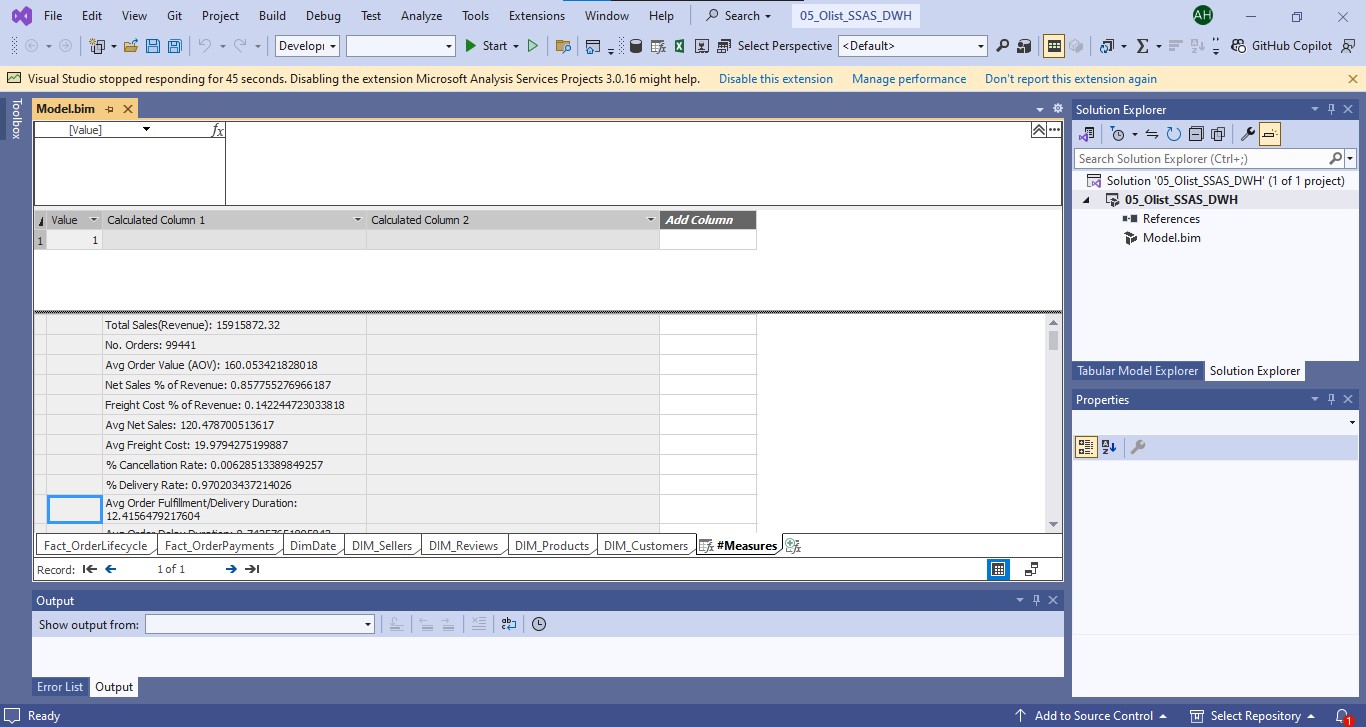 File Edit View Git Project Build Debug Test Analyze Tools Extensions Window Help Search 05_Olist_SSAS_DWH AH
Develop Start Select Perspective <Default> GitHub Copilot
Visual Studio stopped responding for 45 seconds. Disabling the extension Microsoft Analysis Services Projects 3.0.16 might help. Disable this extension Manage performance Don't report this extension again
Toolbox
Model.bim
[Value] fx
Value Calculated Column 1 Calculated Column 2 Add Column
1 1
Total Sales(Revenue): 15915872.32
No. Orders: 99441
Avg Order Value (AOV): 160.053421828018
Net Sales % of Revenue: 0.857755276966187
Freight Cost % of Revenue: 0.142244723033818
Avg Net Sales: 120.478700513617
Avg Freight Cost: 19.9794275199887
% Cancellation Rate: 0.00628513389849257
% Delivery Rate: 0.970203437214026
Avg Order Fulfillment/Delivery Duration:
12.4156479217604
Fact_OrderLifecycle Fact_OrderPayments DimDate DIM_Sellers DIM_Reviews DIM_Products DIM_Customers #Measures
Record: 1 of 1
Output
Show output from:
Error List Output
Solution Explorer
Search Solution Explorer (Ctrl+;)
Solution '05_Olist_SSAS_DWH' (1 of 1 project)
05_Olist_SSAS_DWH
References
Model.bim
Tabular Model Explorer Solution Explorer
Properties
Ready Add to Source Control Select Repository 1